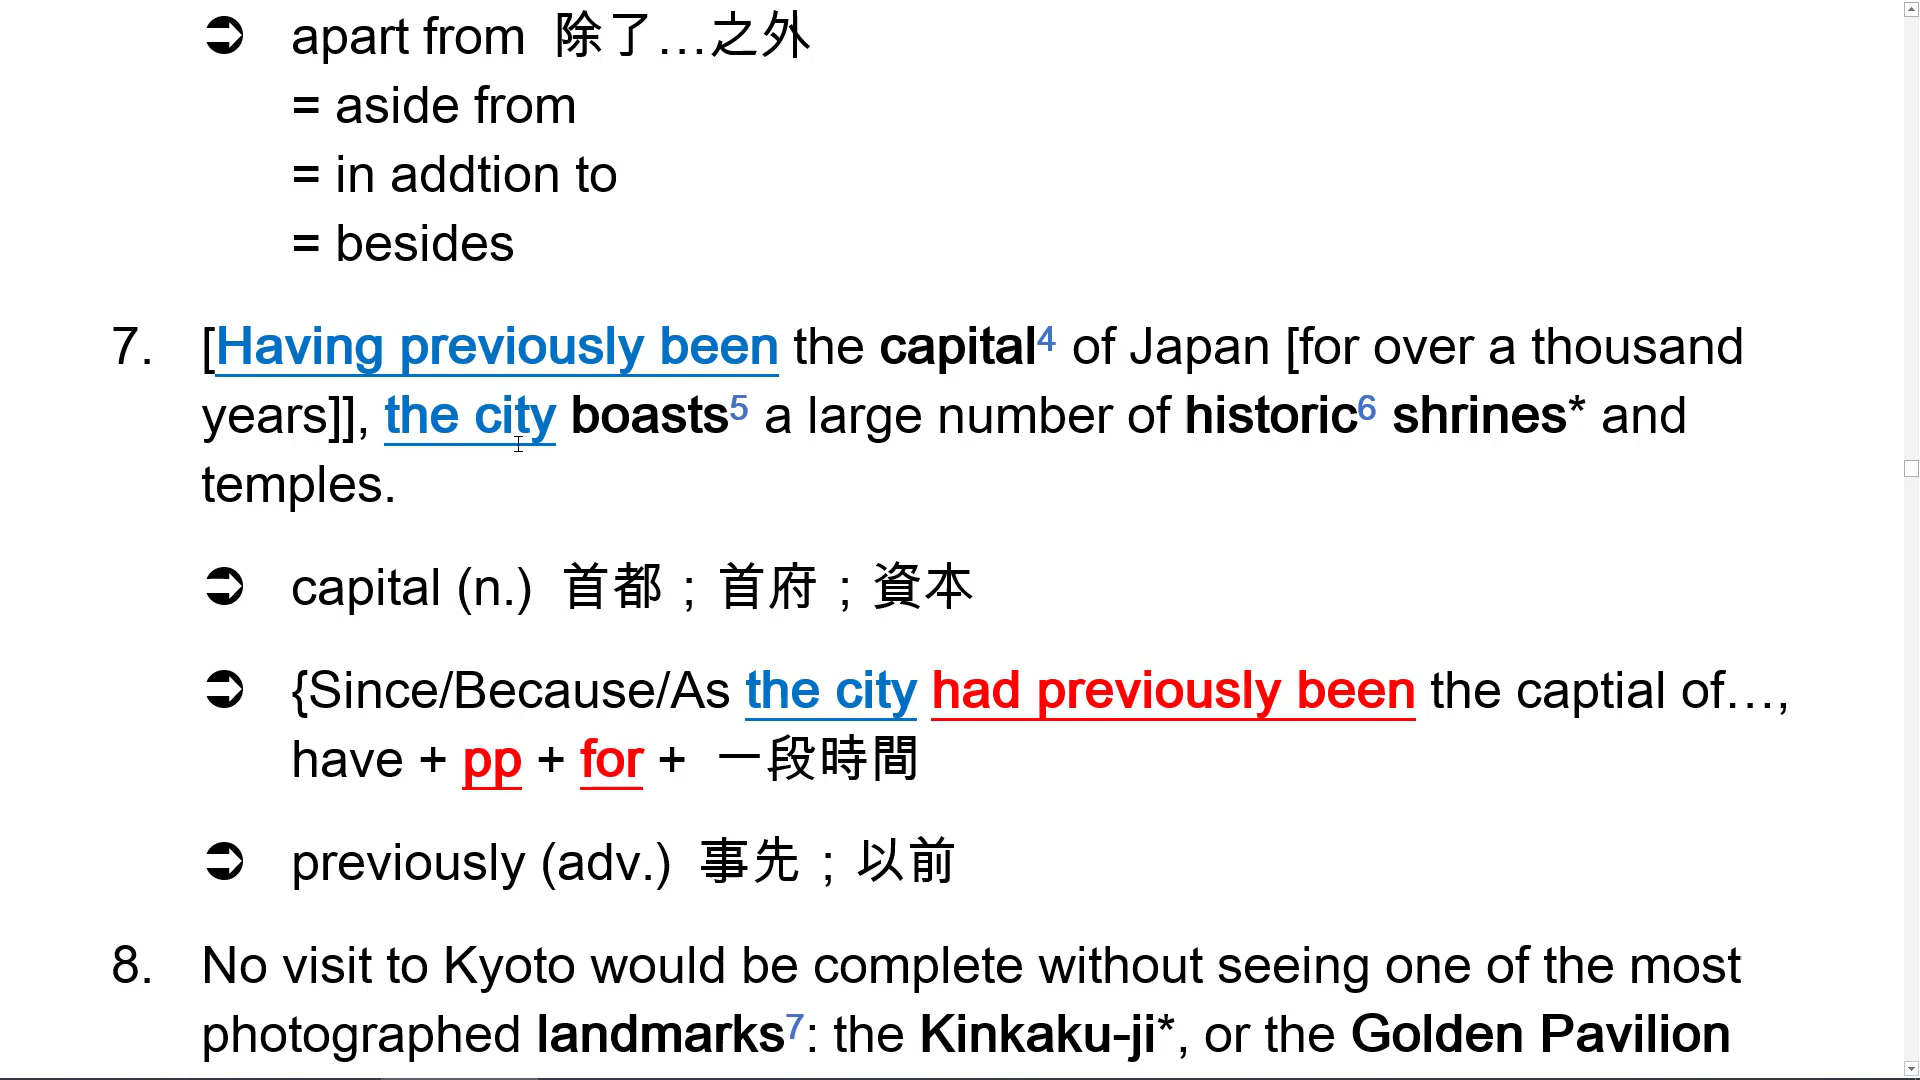 ➲ apart from 除了…之外
= aside from
= in addtion to
= besides
7. [Having previously been the capital4 of Japan [for over a thousand
years]], the city boasts5 a large number of historic6 shrines* and
temples.
➲ capital (n.) 首都；首府；資本
➲ {Since/Because/As the city had previously been the captial of…,
have + pp + for + 一段時間
➲ previously (adv.) 事先；以前
8. No visit to Kyoto would be complete without seeing one of the most
photographed landmarks7: the Kinkaku-ji*, or the Golden Pavilion